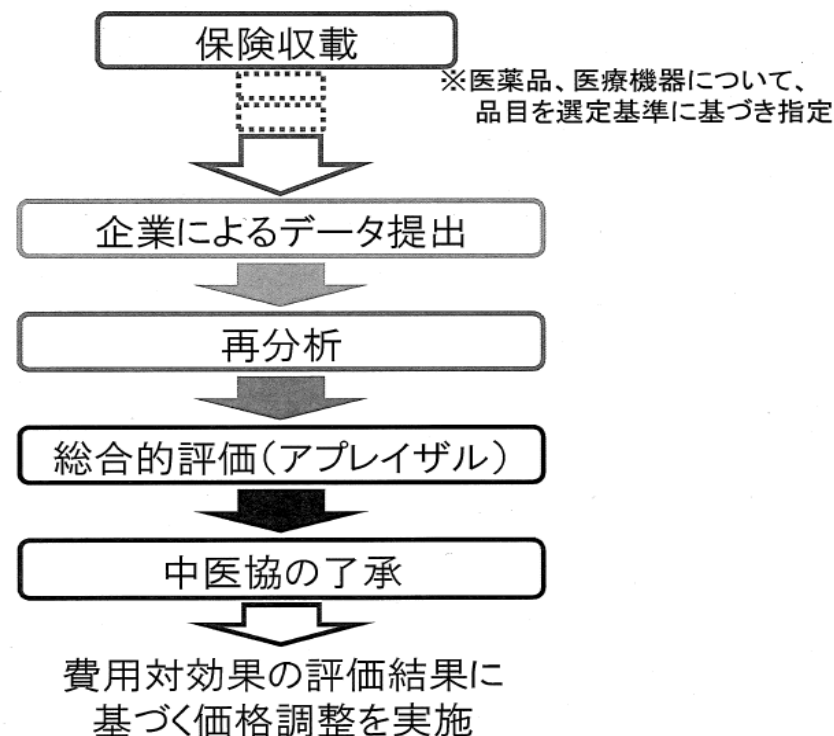 保険収載
※医薬品、医療機器について、
品目を選定基準に基づき指定
企業によるデータ提出
再分析
総合的評価（アプレイザル）
中医協の了承
費用対効果の評価結果に
基づく価格調整を実施